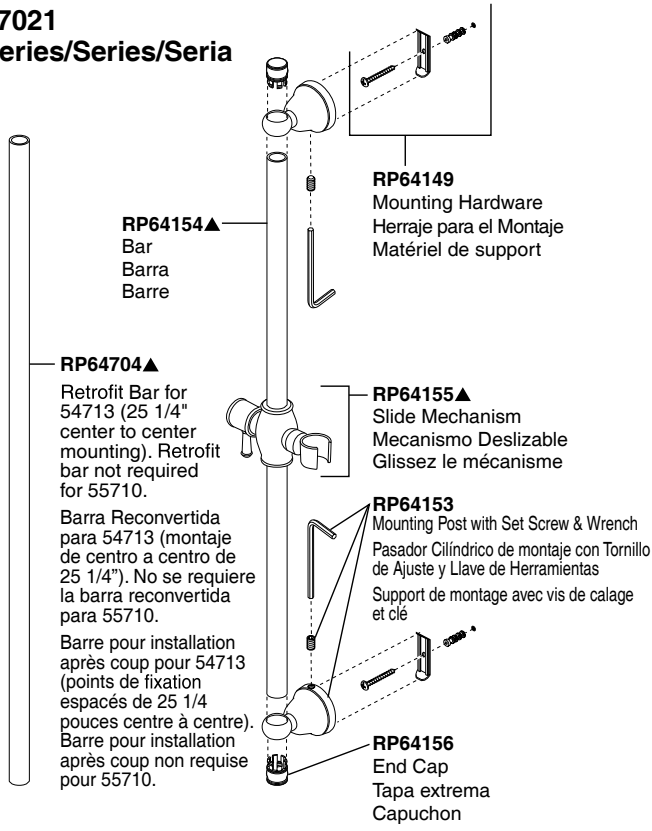 7021
eries/Series/Seria
RP64149
Mounting Hardware
Herraje para el Montaje
Matériel de support
RP64154▲
Bar
Barra
Barre
RP64704▲
Retrofit Bar for
54713 (25 1/4"
center to center
mounting). Retrofit
bar not required
for 55710.
Barra Reconvertida
para 54713 (montaje
de centro a centro de
25 1/4”). No se requiere
la barra reconvertida
para 55710.
Barre pour installation
après coup pour 54713
(points de fixation
espacés de 25 1/4
pouces centre à centre).
Barre pour installation
après coup non requise
pour 55710.
RP64155▲
Slide Mechanism
Mecanismo Deslizable
Glissez le mécanisme
RP64153
Mounting Post with Set Screw & Wrench
Pasador Cilíndrico de montaje con Tornillo
de Ajuste y Llave de Herramientas
Support de montage avec vis de calage
et clé
RP64156
End Cap
Tapa extrema
Capuchon